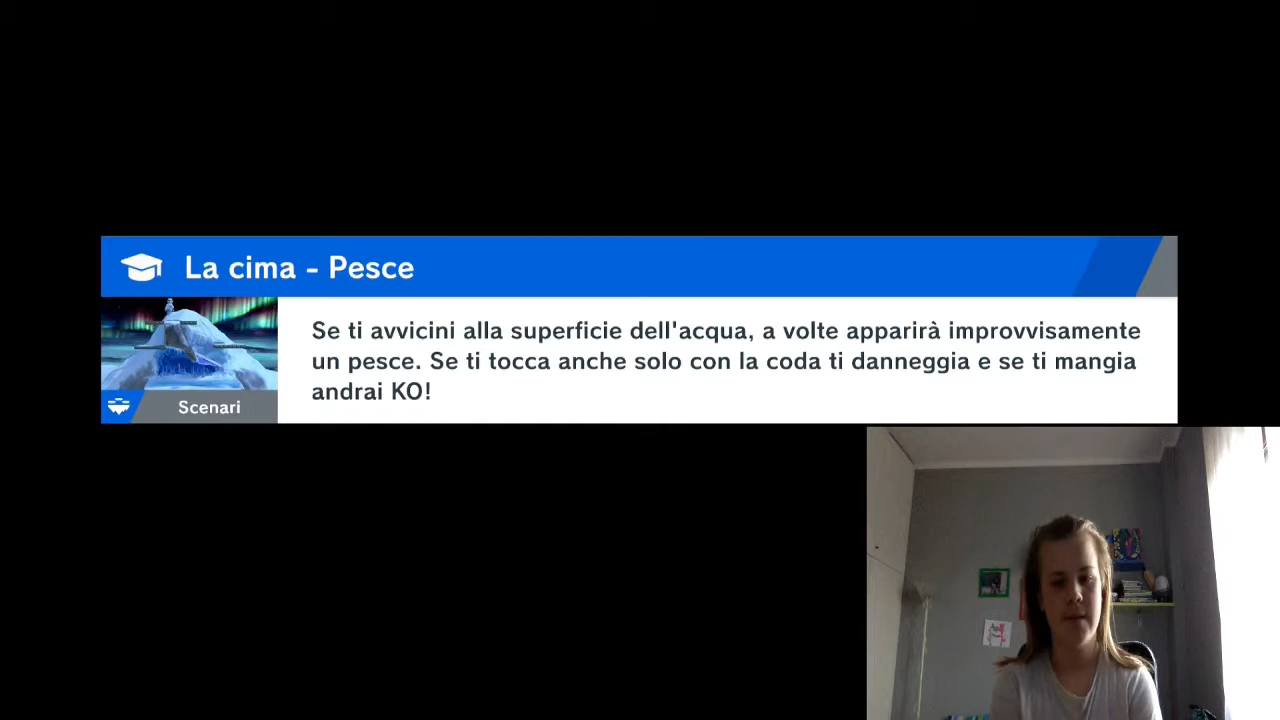 La cima - Pesce
Se ti avvicini alla superficie dell'acqua, a volte apparirà improvvisamente
un pesce. Se ti tocca anche solo con la coda ti danneggia e se ti mangia
andrai KO!
Scenari